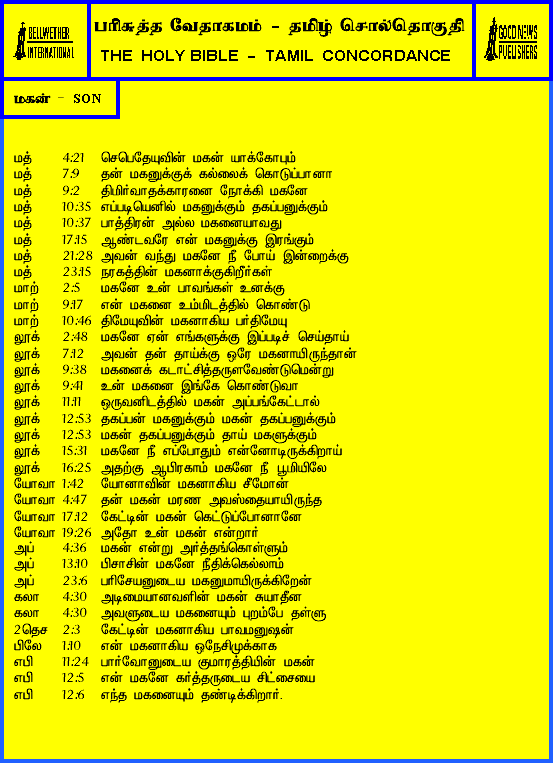 BELLWETHER INTERNATIONAL
பரிசுத்த வேதாகமம் - தமிழ் சொல்தொகுதி
THE HOLY BIBLE - TAMIL CONCORDANCE
GOOD NEWS PUBLISHERS
மகன் - SON
மத் 4:21 செபெதேயுவின் மகன் யாக்கோபும்
மத் 7:9 தன் மகனுக்குக் கல்லைக் கொடுப்பானா
மத் 9:2 திமிர்வாதக்காரனை நோக்கி மகனே
மத் 10:35 எப்படியெனில் மகனுக்கும் தகப்பனுக்கும்
மத் 10:37 பாத்திரன் அல்ல மகனையாவது
மத் 17:15 ஆண்டவரே என் மகனுக்கு இரங்கும்
மத் 21:28 அவன் வந்து மகனே நீ போய் இன்றைக்கு
மத் 23:15 நரகத்தின் மகனாக்குகிறீர்கள்
மாற் 2:5 மகனே உன் பாவங்கள் உனக்கு
மாற் 9:17 என் மகனை உம்மிடத்தில் கொண்டு
மாற் 10:46 திமேயுவின் மகனாகிய பர்திமேயு
லூக் 2:48 மகனே ஏன் எங்களுக்கு இப்படிச் செய்தாய்
லூக் 7:12 அவன் தன் தாய்க்கு ஒரே மகனாயிருந்தான்
லூக் 9:38 மகனைக் கடாட்சித்தருளவேண்டுமென்று
லூக் 9:41 உன் மகனை இங்கே கொண்டுவா
லூக் 11:11 ஒருவனிடத்தில் மகன் அப்பங்கேட்டால்
லூக் 12:53 தகப்பன் மகனுக்கும் மகன் தகப்பனுக்கும்
லூக் 12:53 மகன் தகப்பனுக்கும் தாய் மகளுக்கும்
லூக் 15:31 மகனே நீ எப்போதும் என்னோடிருக்கிறாய்
லூக் 16:25 அதற்கு ஆபிரகாம் மகனே நீ பூமியிலே
யோவா 1:42 யோனாவின் மகனாகிய சீமோன்
யோவா 4:47 தன் மகன் மரண அவஸ்தையாயிருந்த
யோவா 17:12 கேட்டின் மகன் கெட்டுப்போனானே
யோவா 19:26 அதோ உன் மகன் என்றார்
அப் 4:36 மகன் என்று அர்த்தங்கொள்ளும்
அப் 13:10 பிசாசின் மகனே நீதிக்கெல்லாம்
அப் 23:6 பரிசேயனுடைய மகனுமாயிருக்கிறேன்
கலா 4:30 அடிமையானவளின் மகன் சுயாதீன
கலா 4:30 அவளுடைய மகனையும் புறம்பே தள்ளு
2தெச 2:3 கேட்டின் மகனாகிய பாவமனுஷன்
பிலே 1:10 என் மகனாகிய ஒநேசிமுக்காக
எபி 11:24 பார்வோனுடைய குமாரத்தியின் மகன்
எபி 12:5 என் மகனே கர்த்தருடைய சிட்சையை
எபி 12:6 எந்த மகனையும் தண்டிக்கிறார்.